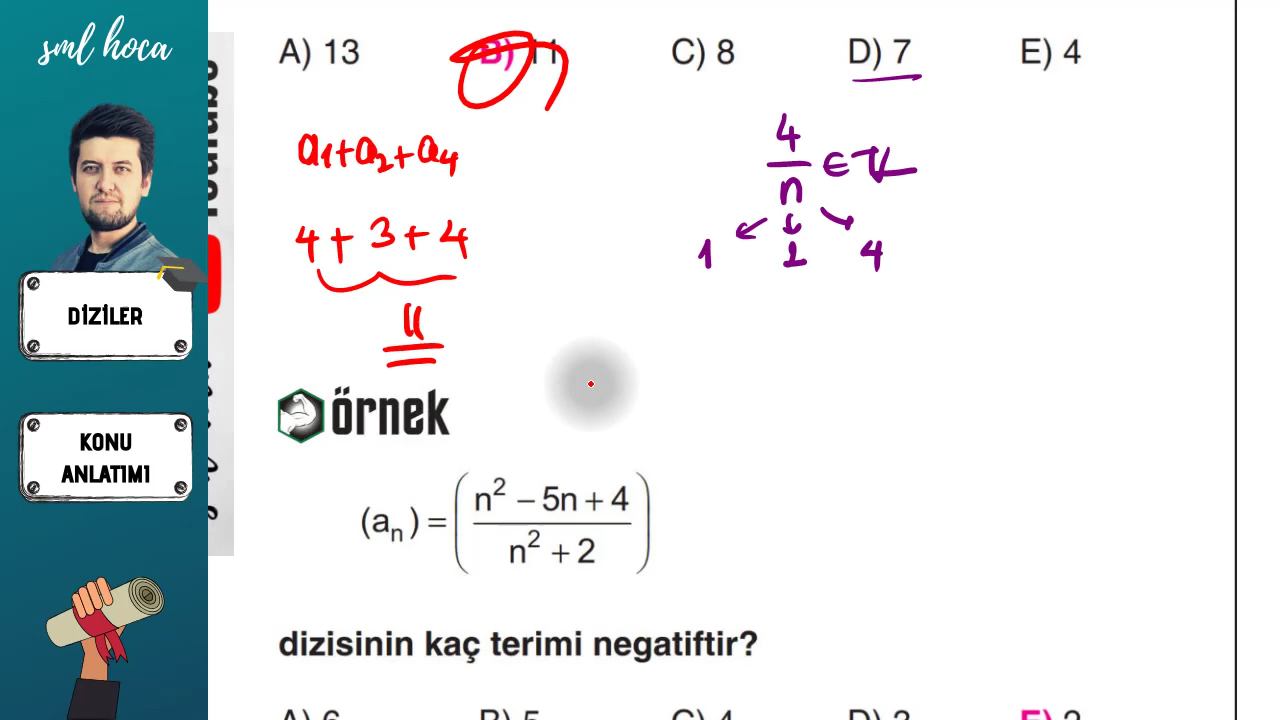 sml hoca
DİZİLER
KONU
ANLATIMI
A) 13 B) 11 C) 8 D) 7 E) 4
a1+a2+a4
4+3+4
11
4/n ∈ Z
1 2 4
örnek
(aₙ) = ( (n² − 5n + 4) / (n² + 2) )
dizisinin kaç terimi negatiftir?